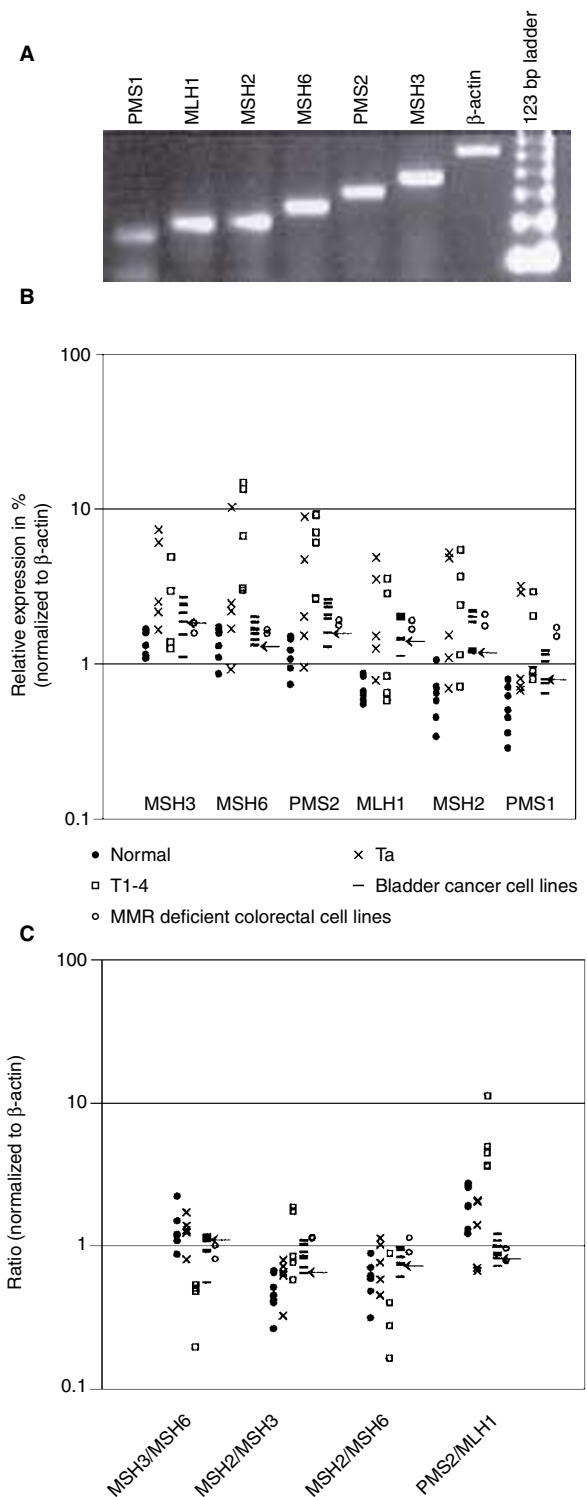 A
PMS1
MLH1
MSH2
MSH6
PMS2
MSH3
β-actin
123 bp ladder
B
Relative expression in %
(normalized to β-actin)
100
10
1
0.1
MSH3 MSH6 PMS2 MLH1 MSH2 PMS1
Normal
Ta
T1-4
Bladder cancer cell lines
MMR deficient colorectal cell lines
C
Ratio (normalized to β-actin)
100
10
1
0.1
MSH3/MSH6
MSH2/MSH3
MSH2/MSH6
PMS2/MLH1